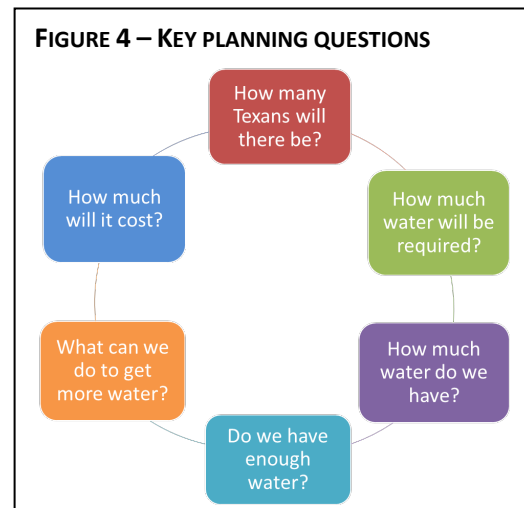 FIGURE 4 – KEY PLANNING QUESTIONS
How many
Texans will
there be?
How much
water will be
required?
How much
water do we
have?
Do we have
enough
water?
What can we
do to get
more water?
How much
will it cost?